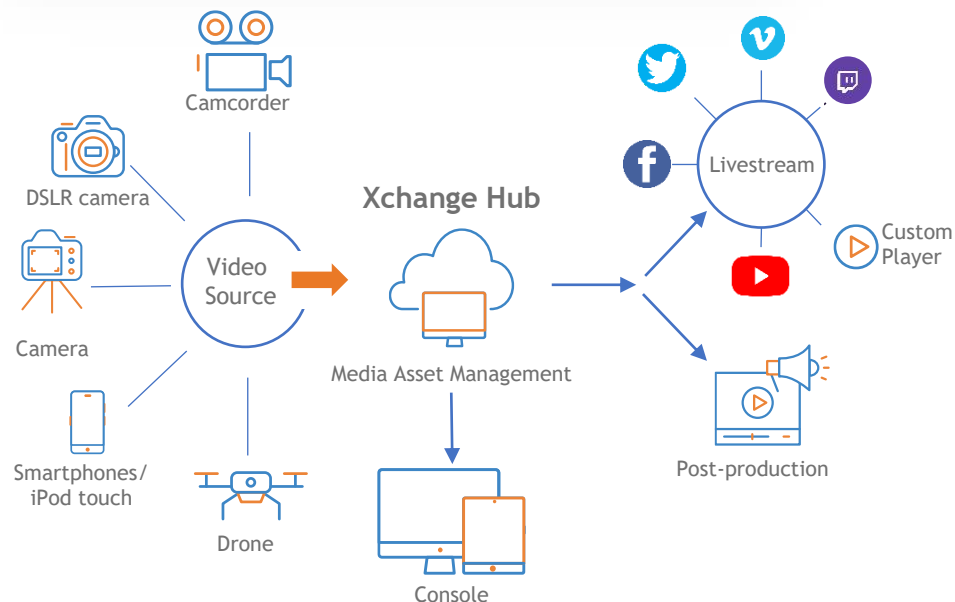 Camcorder
DSLR camera
Camera
Smartphones/
iPod touch
Drone
Video
Source
Xchange Hub
Media Asset Management
Console
Livestream
Custom
Player
Post-production